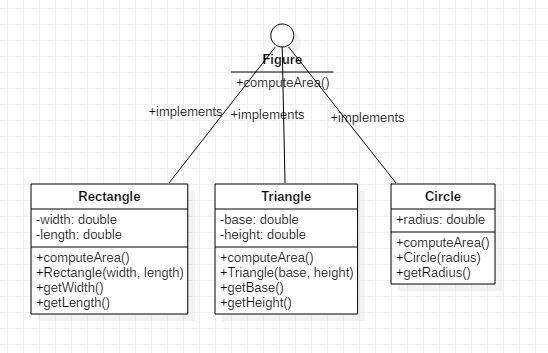 Figure
+computeArea()
+implements
+implements
+implements
Rectangle
-width: double
-length: double
+computeArea()
+Rectangle(width, length)
+getWidth()
+getLength()
Triangle
-base: double
-height: double
+computeArea()
+Triangle(base, height)
+getBase()
+getHeight()
Circle
+radius: double
+computeArea()
+Circle(radius)
+getRadius()